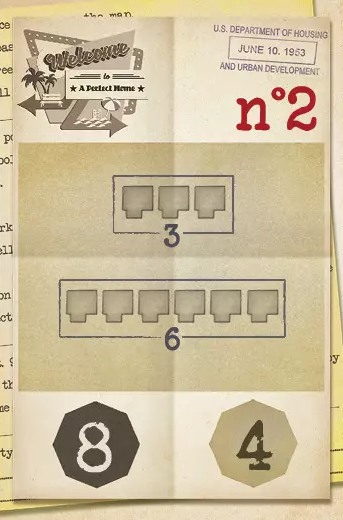 the map
U.S. DEPARTMENT OF HOUSING
JUNE 10. 1953
AND URBAN DEVELOPMENT
Welcome
to
A Perfect Home
n°2
3
6
8
4